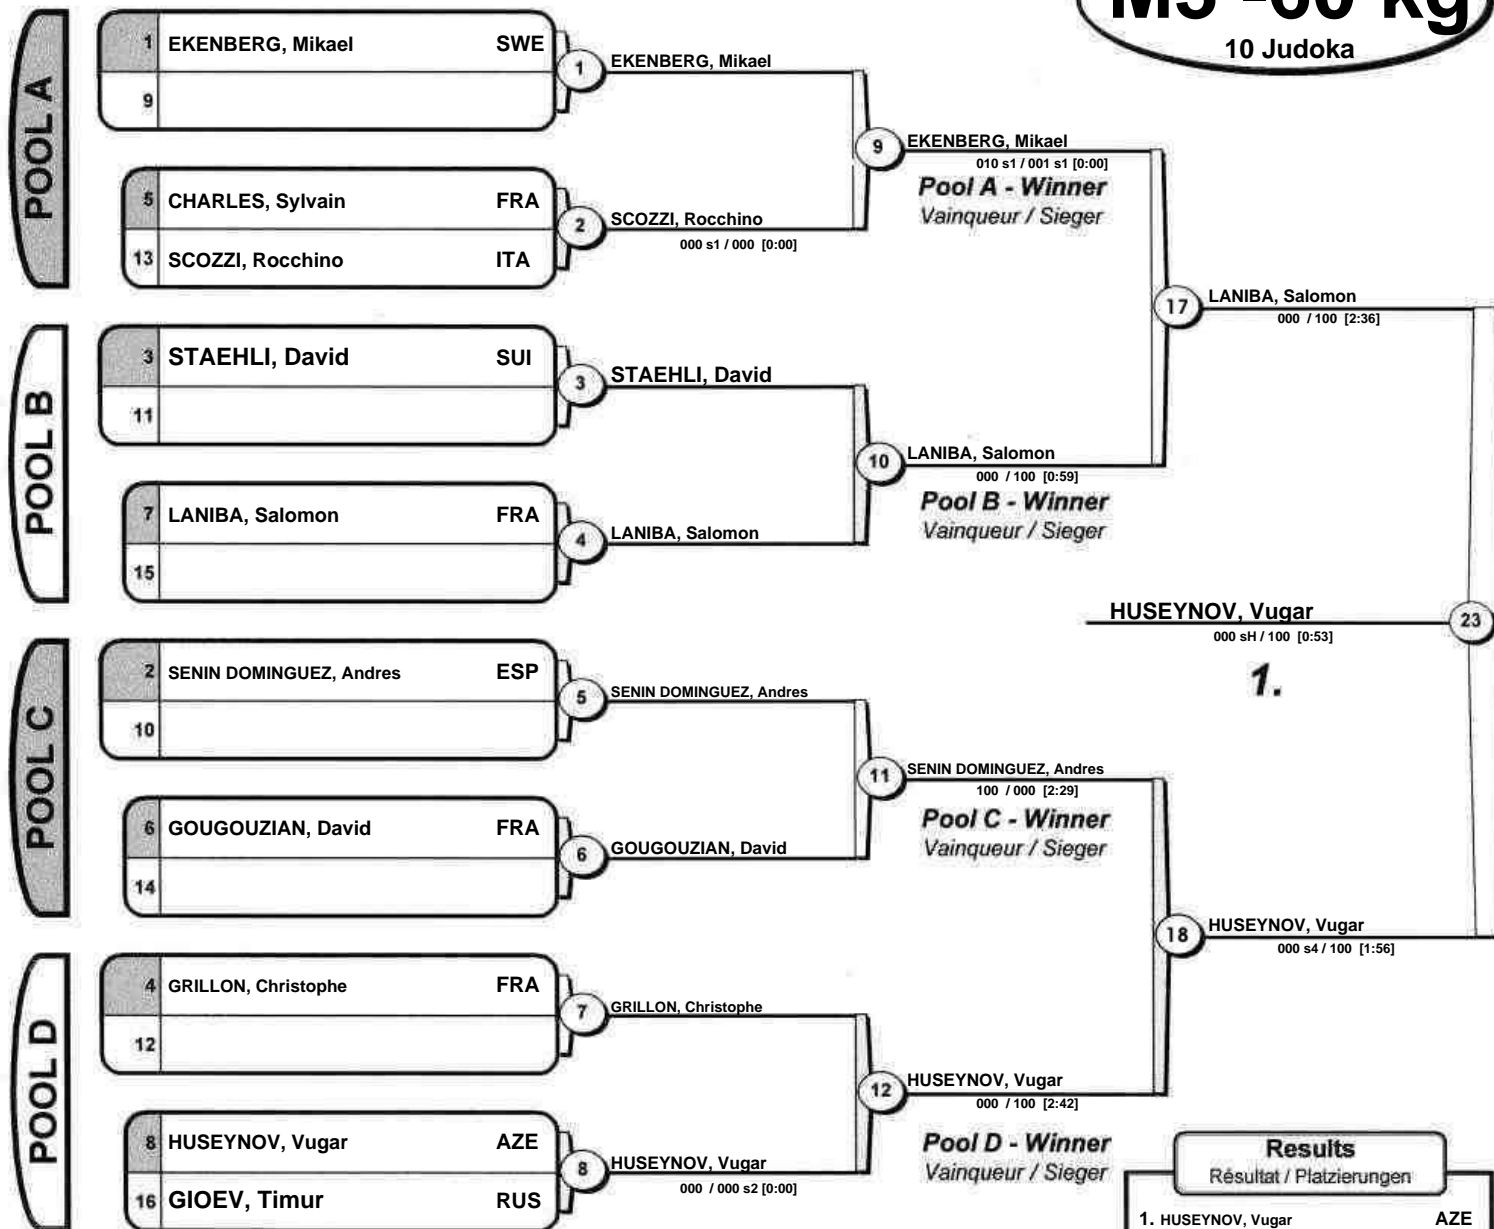 M5 -60 kg
10 Judoka
POOL A
1 EKENBERG, Mikael SWE
9
5 CHARLES, Sylvain FRA
13 SCOZZI, Rocchino ITA
1 EKENBERG, Mikael
2 SCOZZI, Rocchino
000 s1 / 000 [0:00]
9 EKENBERG, Mikael
010 s1 / 001 s1 [0:00]
Pool A - Winner
Vainqueur / Sieger
POOL B
3 STAEHLI, David SUI
11
7 LANIBA, Salomon FRA
15
3 STAEHLI, David
4 LANIBA, Salomon
10 LANIBA, Salomon
000 / 100 [0:59]
Pool B - Winner
Vainqueur / Sieger
17 LANIBA, Salomon
000 / 100 [2:36]
HUSEYNOV, Vugar 23
000 sH / 100 [0:53]
1.
POOL C
2 SENIN DOMINGUEZ, Andres ESP
10
6 GOUGOUZIAN, David FRA
14
5 SENIN DOMINGUEZ, Andres
6 GOUGOUZIAN, David
11 SENIN DOMINGUEZ, Andres
100 / 000 [2:29]
Pool C - Winner
Vainqueur / Sieger
POOL D
4 GRILLON, Christophe FRA
12
8 HUSEYNOV, Vugar AZE
16 GIOEV, Timur RUS
7 GRILLON, Christophe
8 HUSEYNOV, Vugar
000 / 000 s2 [0:00]
12 HUSEYNOV, Vugar
000 / 100 [2:42]
Pool D - Winner
Vainqueur / Sieger
18 HUSEYNOV, Vugar
000 s4 / 100 [1:56]
Results
Résultat / Platzierungen
1. HUSEYNOV, Vugar AZE